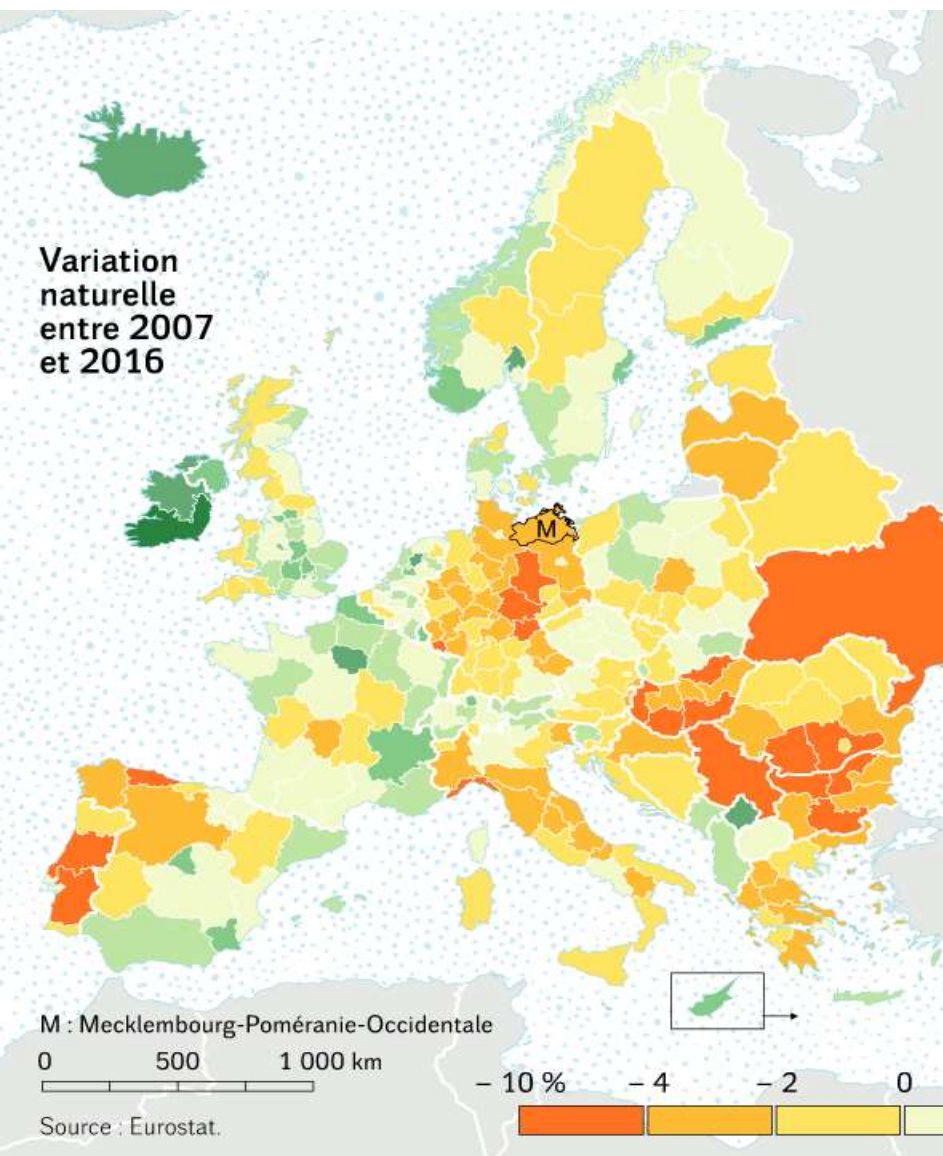 Variation
naturelle
entre 2007
et 2016
M
M : Mecklembourg-Poméranie-Occidentale
0 500 1 000 km
– 10 % – 4 – 2 0
Source : Eurostat.